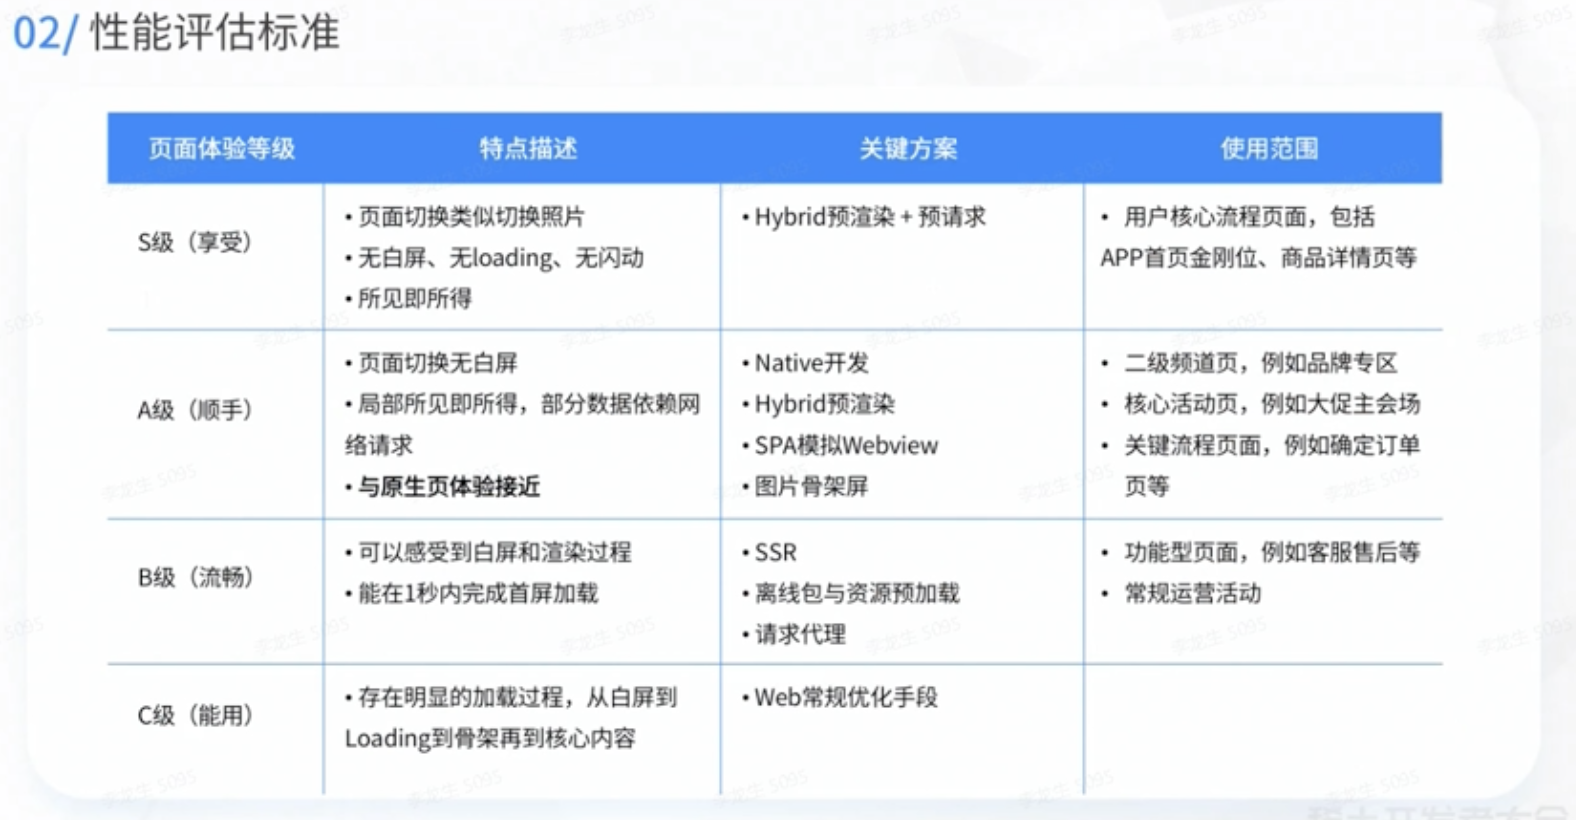 02/ 性能评估标准
页面体验等级 特点描述 关键方案 使用范围
S级（享受）
• 页面切换类似切换照片
• 无白屏、无loading、无闪动
• 所见即所得
• Hybrid预渲染 + 预请求
• 用户核心流程页面，包括
APP首页金刚位、商品详情页等
A级（顺手）
• 页面切换无白屏
• 局部所见即所得，部分数据依赖网
络请求
• 与原生页体验接近
• Native开发
• Hybrid预渲染
• SPA模拟Webview
• 图片骨架屏
• 二级频道页，例如品牌专区
• 核心活动页，例如大促主会场
• 关键流程页面，例如确定订单
页等
B级（流畅）
• 可以感受到白屏和渲染过程
• 能在1秒内完成首屏加载
• SSR
• 离线包与资源预加载
• 请求代理
• 功能型页面，例如客服售后等
• 常规运营活动
C级（能用）
• 存在明显的加载过程，从白屏到
Loading到骨架再到核心内容
• Web常规优化手段
李龙生 5095